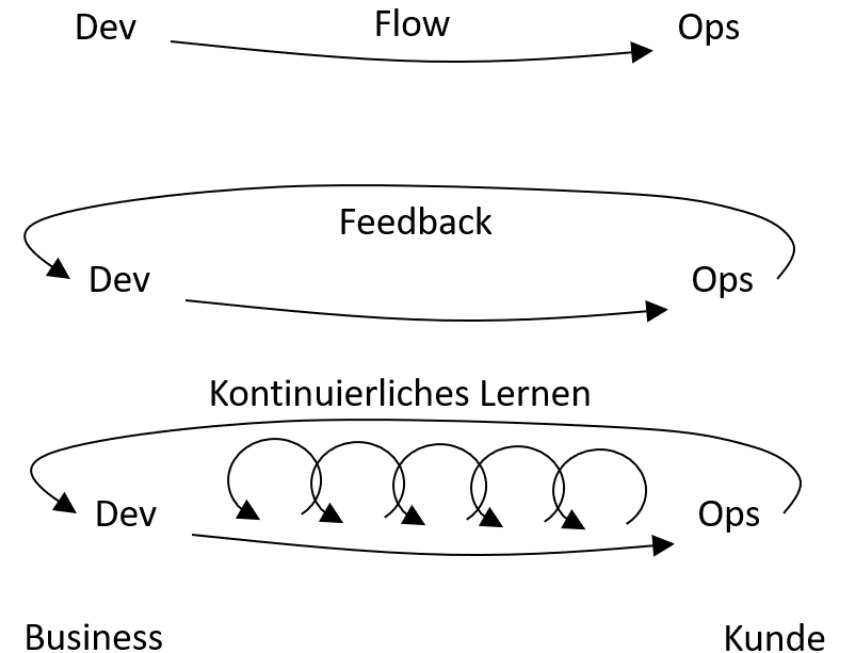 Dev Flow Ops
Feedback
Dev Ops
Kontinuierliches Lernen
Dev Ops
Business Kunde